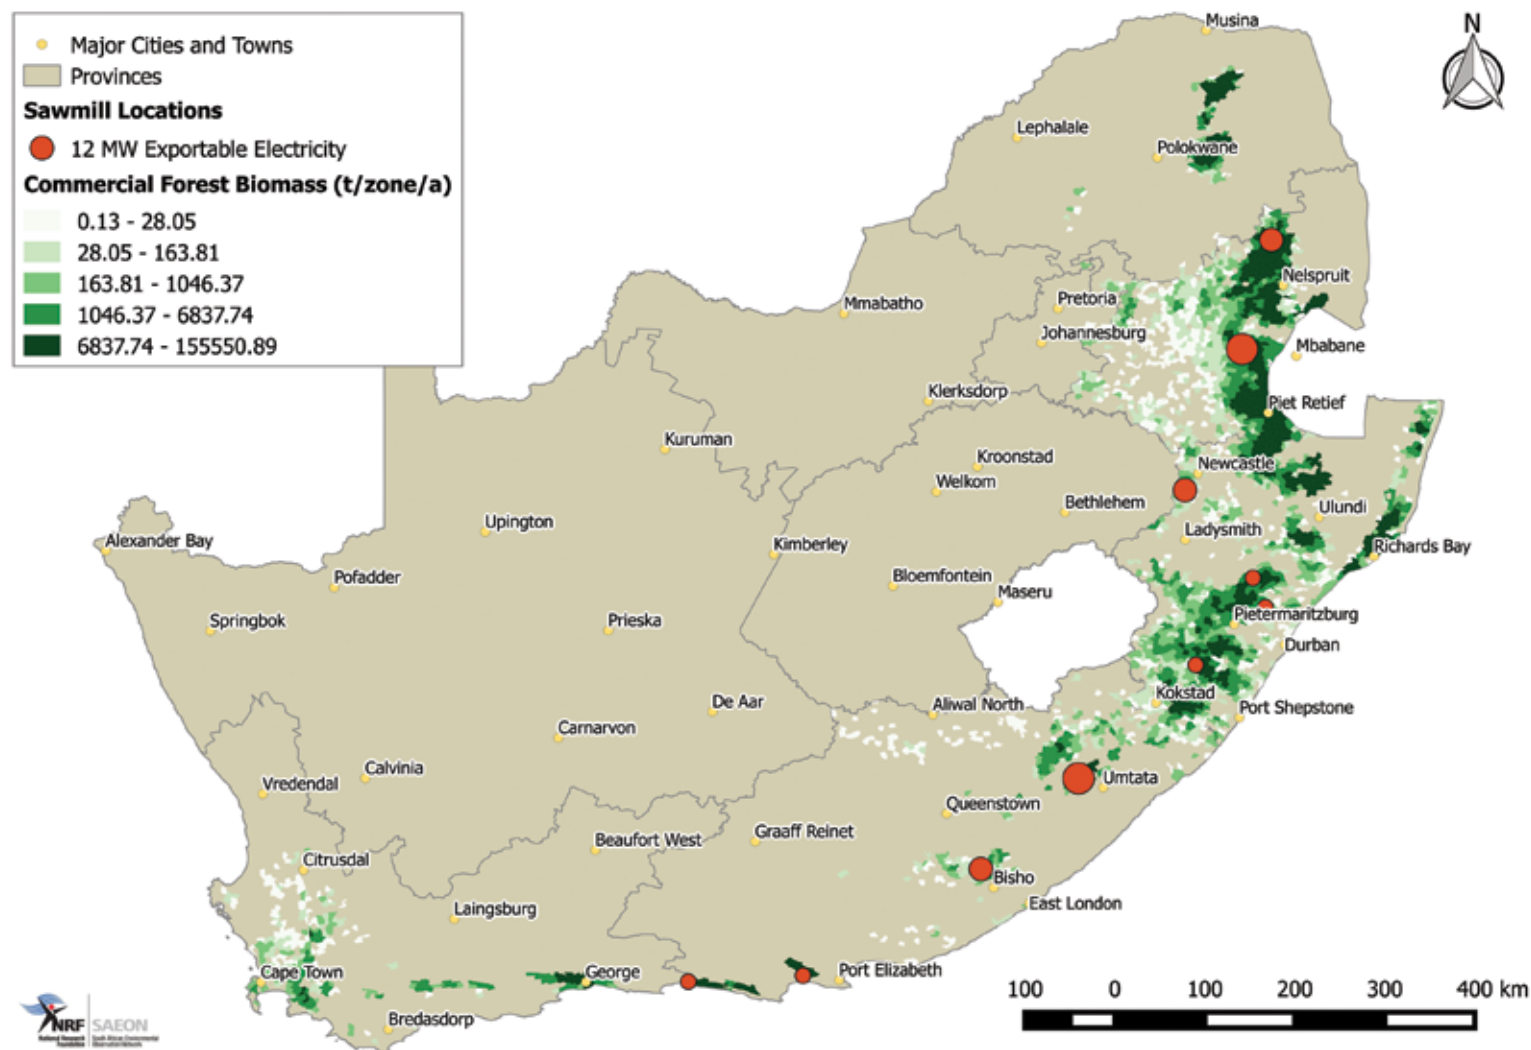 Major Cities and Towns
Provinces
Sawmill Locations
12 MW Exportable Electricity
Commercial Forest Biomass (t/zone/a)
0.13 - 28.05
28.05 - 163.81
163.81 - 1046.37
1046.37 - 6837.74
6837.74 - 155550.89
N
Musina
Lephalale
Polokwane
Nelspruit
Pretoria
Mmabatho
Johannesburg
Mbabane
Klerksdorp
Piet Retief
Kuruman
Kroonstad
Newcastle
Welkom
Bethlehem
Ulundi
Upington
Ladysmith
Alexander Bay
Kimberley
Richards Bay
Pofadder
Bloemfontein
Maseru
Springbok
Prieska
Pietermaritzburg
Durban
Kokstad
De Aar
Aliwal North
Port Shepstone
Carnarvon
Calvinia
Vredendal
Umtata
Queenstown
Graaff Reinet
Beaufort West
Citrusdal
Bisho
Laingsburg
East London
Cape Town
George
Port Elizabeth
100 0 100 200 300 400 km
Bredasdorp
NRF SAEON